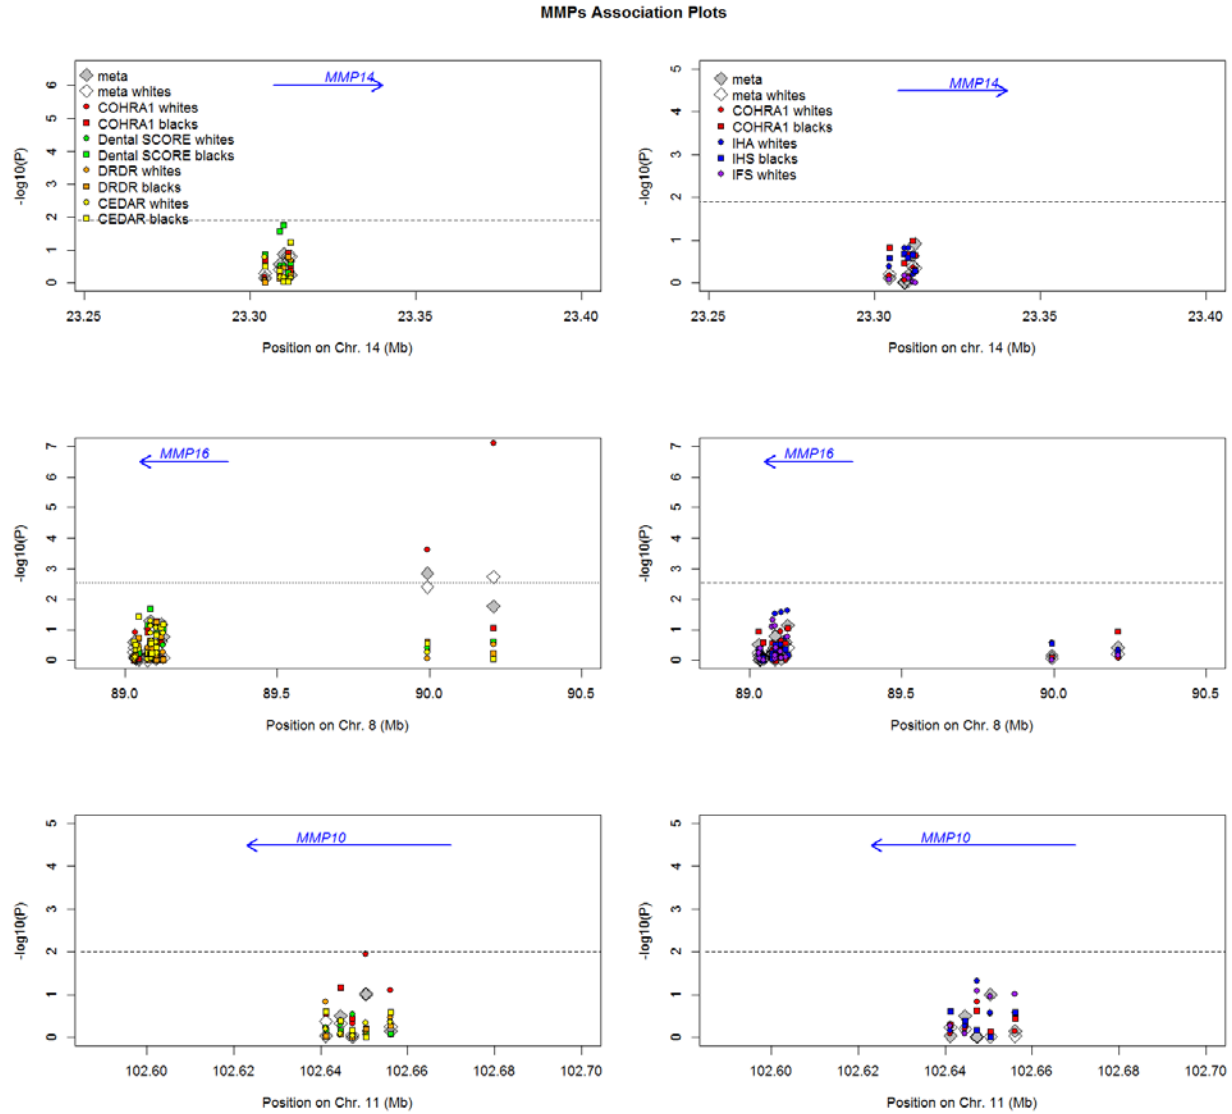 MMPs Association Plots
meta
meta whites
COHRA1 whites
COHRA1 blacks
Dental SCORE whites
Dental SCORE blacks
DRDR whites
DRDR blacks
CEDAR whites
CEDAR blacks
MMP14
-log10(P)
0 1 2 3 4 5 6
23.25 23.30 23.35 23.40
Position on Chr. 14 (Mb)
meta
meta whites
COHRA1 whites
COHRA1 blacks
IHA whites
IHS blacks
IFS whites
MMP14
-log10(P)
0 1 2 3 4 5
23.25 23.30 23.35 23.40
Position on chr. 14 (Mb)
MMP16
-log10(P)
0 1 2 3 4 5 6 7
89.0 89.5 90.0 90.5
Position on Chr. 8 (Mb)
MMP16
-log10(P)
0 1 2 3 4 5 6 7
89.0 89.5 90.0 90.5
Position on Chr. 8 (Mb)
MMP10
-log10(P)
0 1 2 3 4 5
102.60 102.62 102.64 102.66 102.68 102.70
Position on Chr. 11 (Mb)
MMP10
-log10(P)
0 1 2 3 4 5
102.60 102.62 102.64 102.66 102.68 102.70
Position on Chr. 11 (Mb)